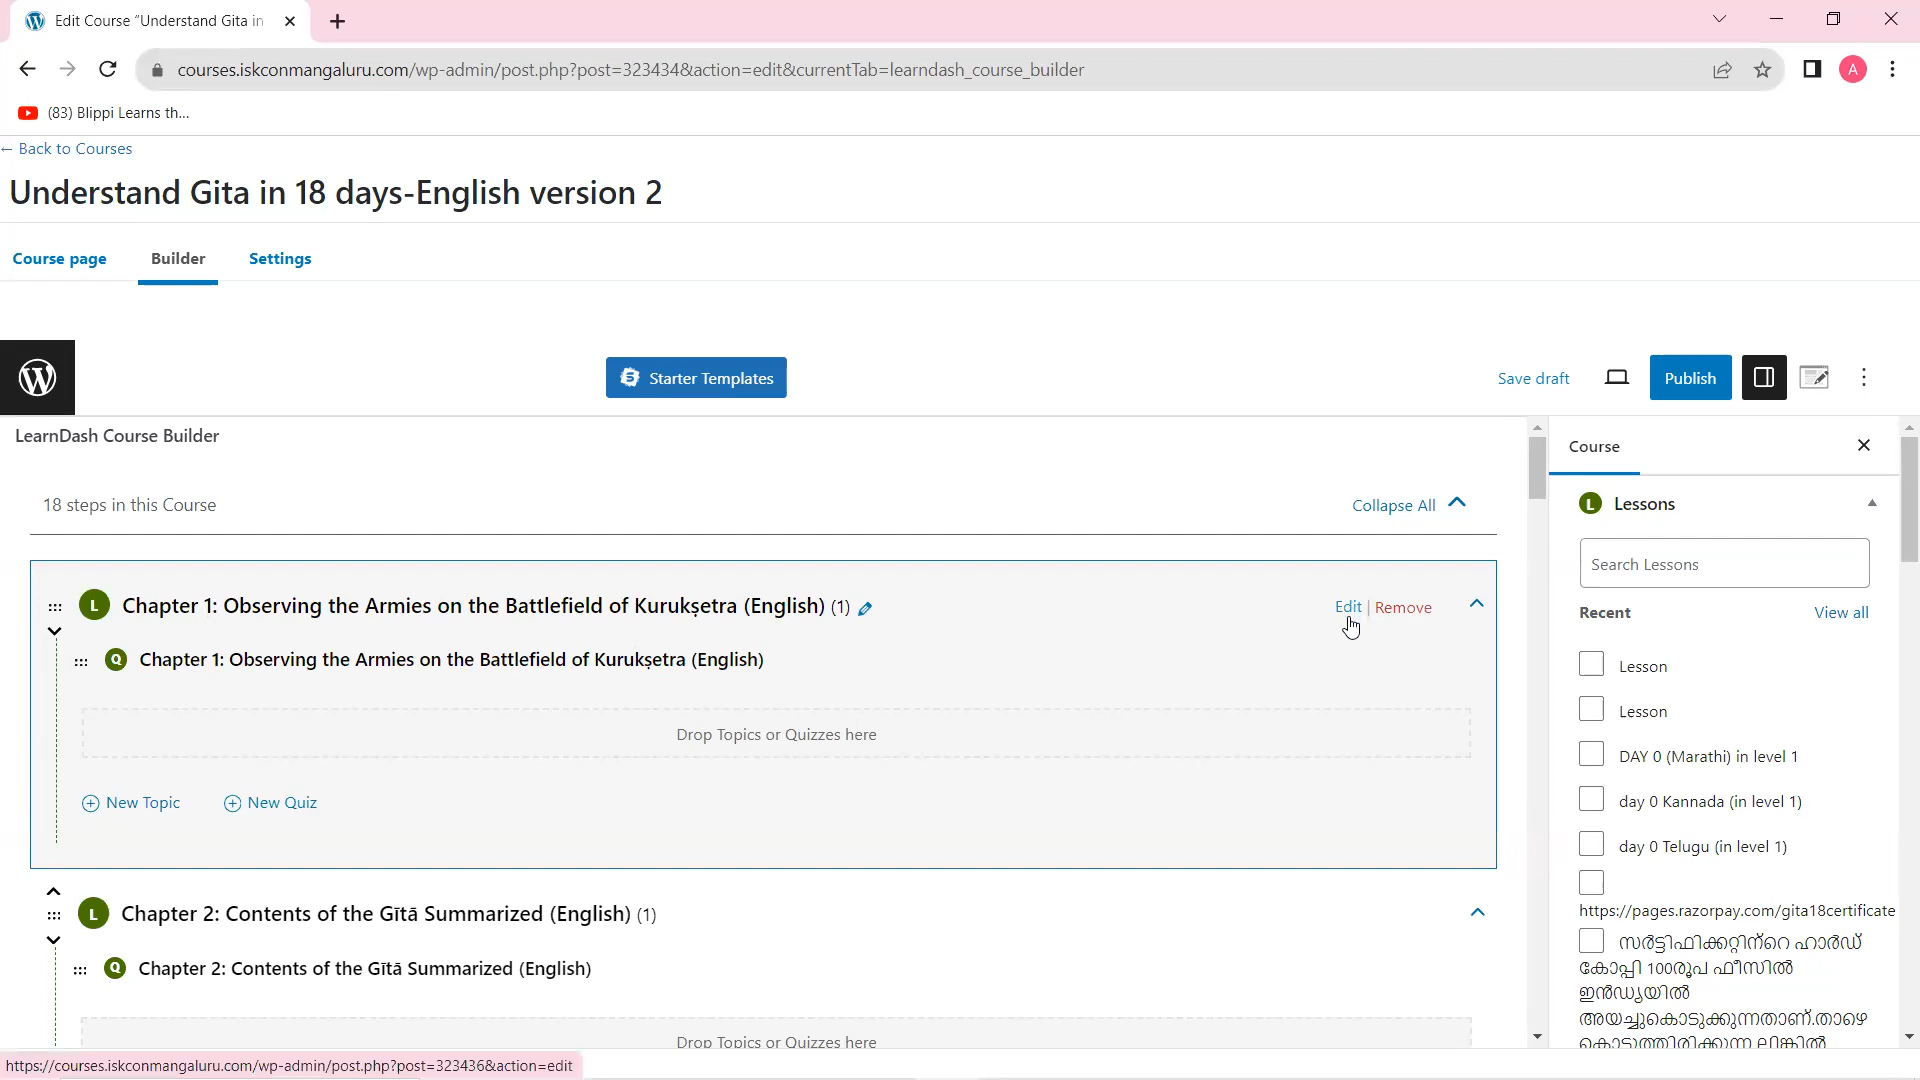 Edit Course “Understand Gita in
courses.iskconmangaluru.com/wp-admin/post.php?post=323434&action=edit&currentTab=learndash_course_builder
A
(83) Blippi Learns th...
← Back to Courses
Understand Gita in 18 days-English version 2
Course page
Builder
Settings
Starter Templates
Save draft
Publish
LearnDash Course Builder
18 steps in this Course
Collapse All
L Chapter 1: Observing the Armies on the Battlefield of Kurukṣetra (English) (1)
Edit | Remove
Q Chapter 1: Observing the Armies on the Battlefield of Kurukṣetra (English)
Drop Topics or Quizzes here
New Topic
New Quiz
L Chapter 2: Contents of the Gītā Summarized (English) (1)
Q Chapter 2: Contents of the Gītā Summarized (English)
Drop Topics or Quizzes here
Course
L Lessons
Search Lessons
Recent
View all
Lesson
Lesson
DAY 0 (Marathi) in level 1
day 0 Kannada (in level 1)
day 0 Telugu (in level 1)
https://pages.razorpay.com/gita18certificate
സർട്ടിഫിക്കറ്റിന്റെ ഹാർഡ്
കോപ്പി 100രൂപ ഫീസിൽ
ഇൻഡ്യയിൽ
അയച്ചുകൊടുക്കുന്നതാണ്.താഴെ
കൊടുത്തിരിക്കുന്ന ലിങ്കിൽ
https://courses.iskconmangaluru.com/wp-admin/post.php?post=323436&action=edit